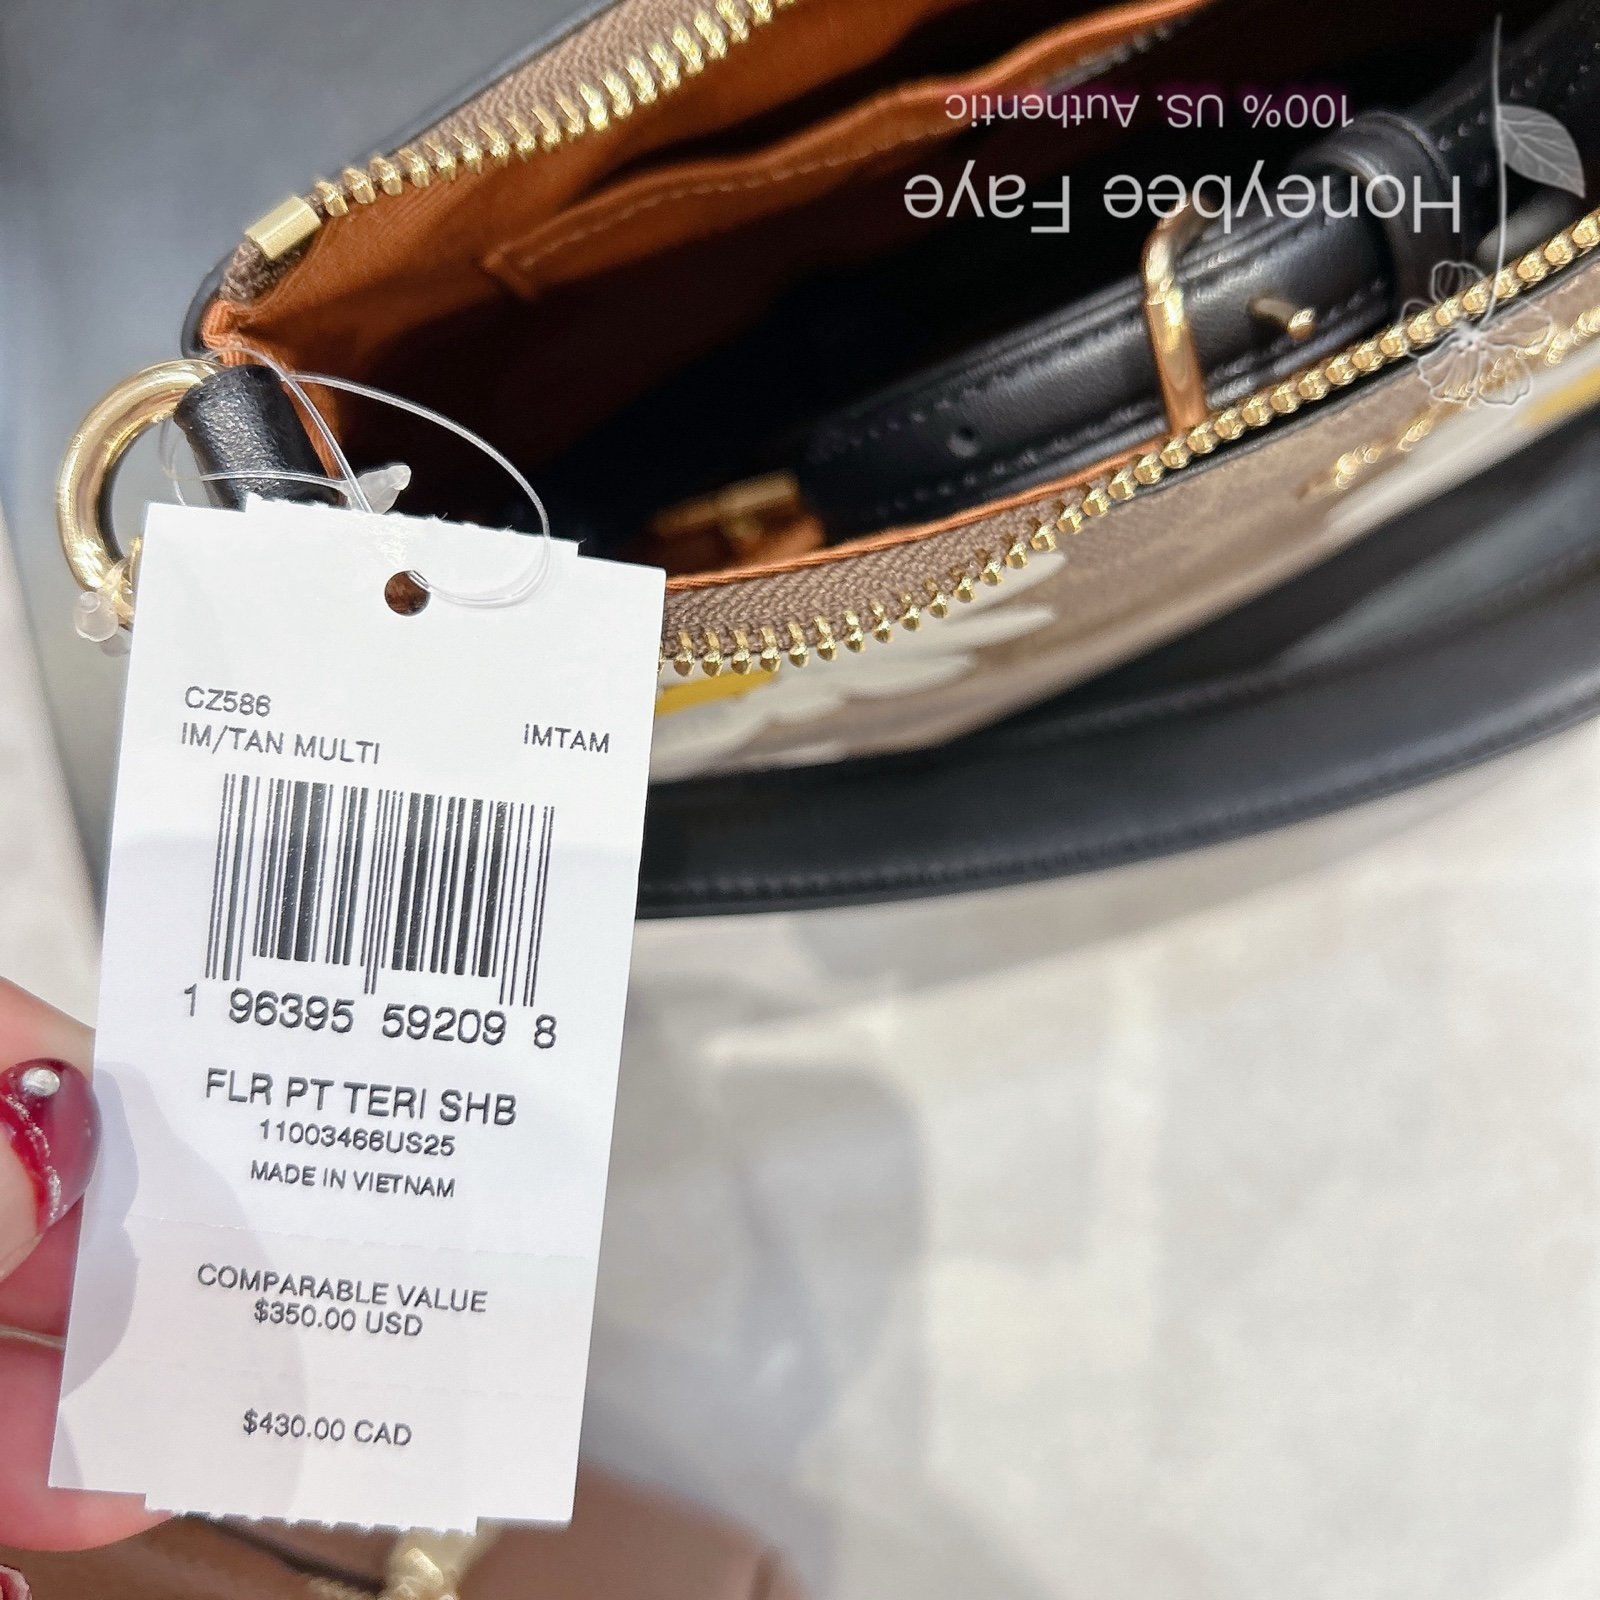 Honeybee Faye
100% US. Authentic
CZ586
IM/TAN MULTI
IMTAM
1 96395 59209 8
FLR PT TERI SHB
11003466US25
MADE IN VIETNAM
COMPARABLE VALUE
$350.00 USD
$430.00 CAD